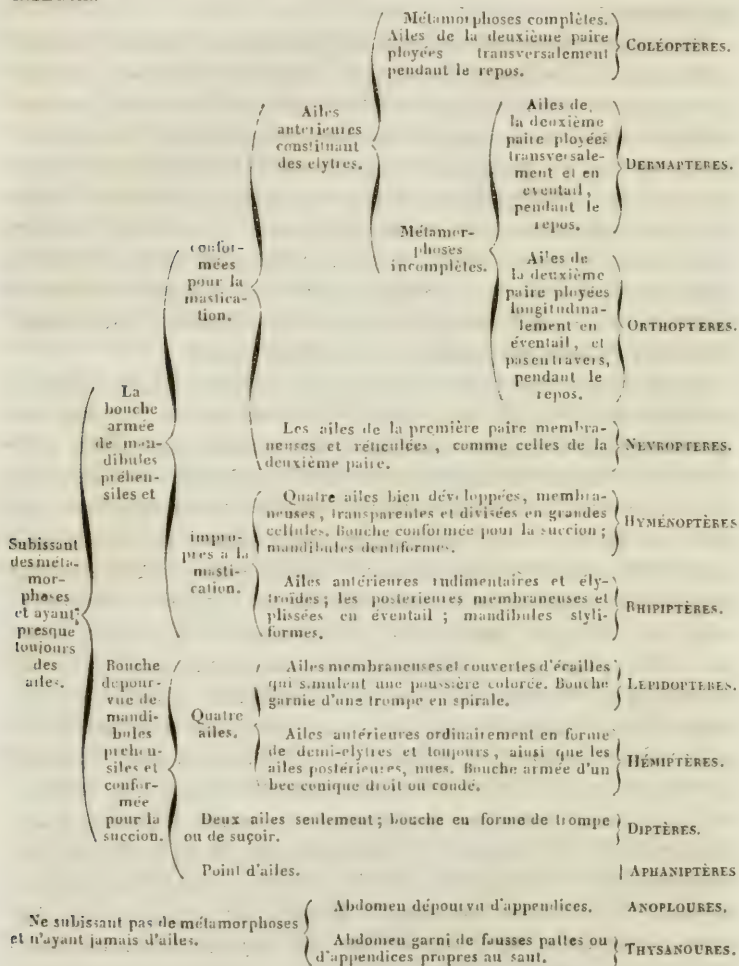 Subissant
des méta-
mor-
phoses
et ayant
presque
toujours
des
ailes.
La
bouche
armée
de man-
dibules
préhen-
siles et
confor-
mées
pour la
mastica-
tion.
Ailes
antérieures
constituant
des elytres.
Métamorphoses complètes.
Ailes de la deuxième paire
ployées transversalement
pendant le repos.
COLÉOPTÈRES.
Métamor-
phoses
incomplètes.
Ailes de
la deuxième
paire ployées
transversale-
ment et en
eventail,
pendant le
repos.
DERMAPTERES.
Ailes de
la deuxième
paire ployées
longitudina-
lement en
éventail, et
pas en travers,
pendant le
repos.
ORTHOPTERES.
Les ailes de la première paire membra-
neuses et réticulées, comme celles de la
deuxième paire.
NEVROPTERES.
impro-
pres à la
masti-
cation.
Quatre ailes bien développées, membra-
neuses, transparentes et divisées en grandes
cellules. Bouche conformée pour la succion;
mandibules dentiformes.
HYMÉNOPTÈRES
Ailes antérieures rudimentaires et ély-
troïdes; les posterieures membraneuses et
plissées en éventail; mandibules styli-
formes.
RHIPIPTÈRES.
Bouche
dépour-
vue de
mandi-
bules
préhen-
siles et
confor-
mée
pour la
succion.
Quatre
ailes.
Ailes membraneuses et couvertes d'écailles
qui simulent une poussière colorée. Bouche
garnie d'une trompe en spirale.
LEPIDOPTERES.
Ailes antérieures ordinairement en forme
de demi-elytres et toujours, ainsi que les
ailes postérieures, nues. Bouche armée d'un
bec conique droit ou coudé.
HÉMIPTÈRES.
Deux ailes seulement; bouche en forme de trompe
ou de suçoir.
DIPTÈRES.
Point d'ailes.
APHANIPTÈRES
Ne subissant pas de métamorphoses
et n'ayant jamais d'ailes.
Abdomen dépourvu d'appendices.
ANOPLOURES.
Abdomen garni de fausses pattes ou
d'appendices propres au saut.
THYSANOURES.